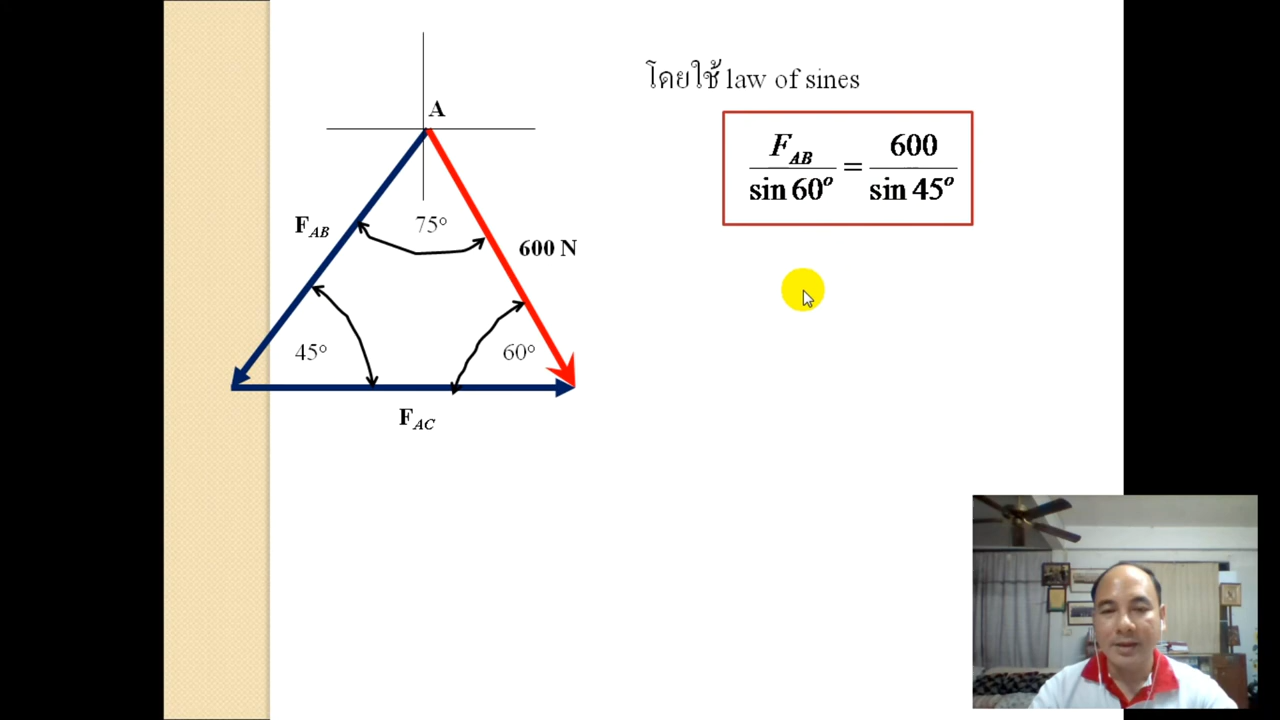 โดยใช้ law of sines
A
F_AB / sin 60° = 600 / sin 45°
75°
F_AB
600 N
45°
60°
F_AC